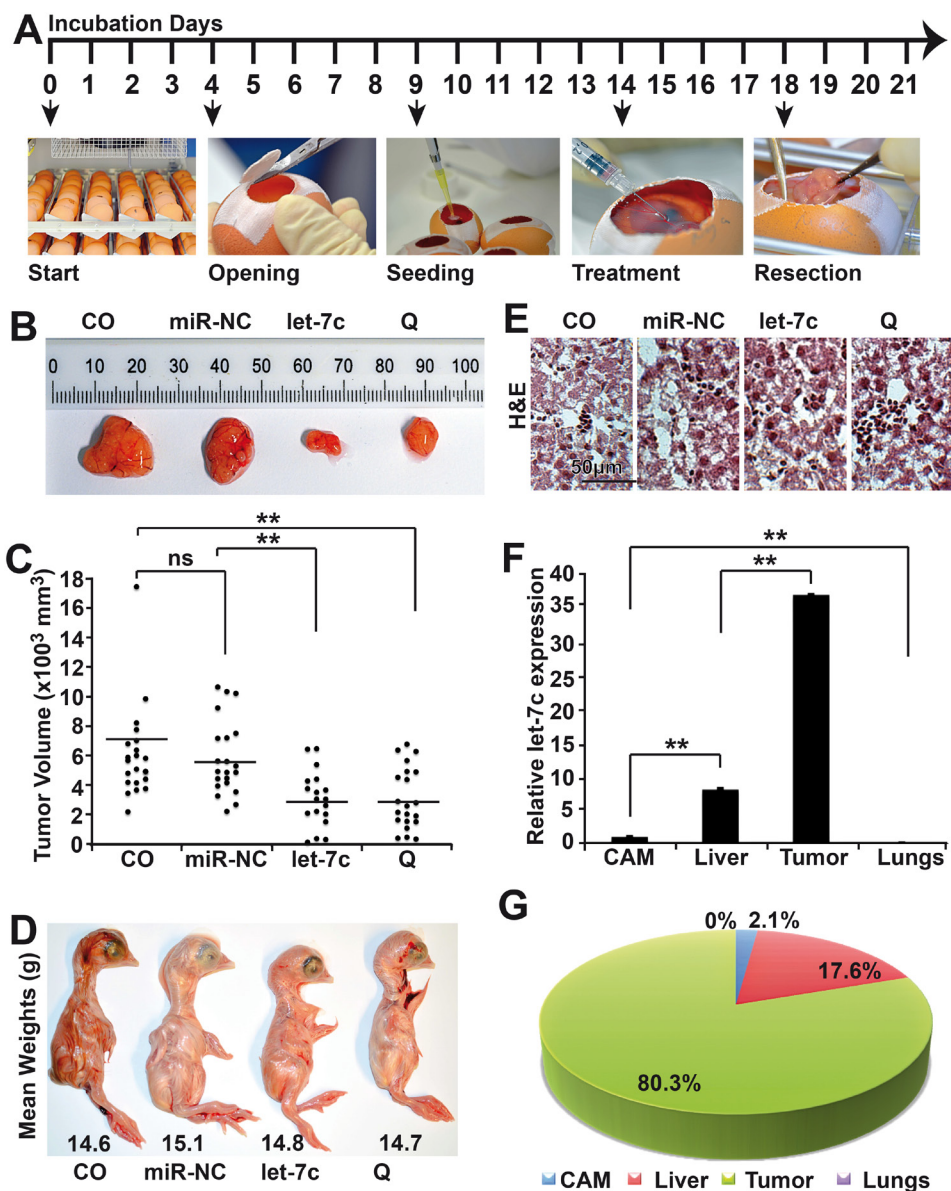 A
Incubation Days
0 1 2 3 4 5 6 7 8 9 10 11 12 13 14 15 16 17 18 19 20 21
Start Opening Seeding Treatment Resection
B
CO miR-NC let-7c Q
0 10 20 30 40 50 60 70 80 90 100
E
CO miR-NC let-7c Q
H&E
50µm
C
** 
**
ns
Tumor Volume (x10³ mm³)
18
16
14
12
10
8
6
4
2
0
CO miR-NC let-7c Q
F
**
**
**
Relative let-7c expression
40
35
30
20
10
5
0
CAM Liver Tumor Lungs
D
Mean Weights (g)
14.6 15.1 14.8 14.7
CO miR-NC let-7c Q
G
0% 2.1%
17.6%
80.3%
CAM Liver Tumor Lungs